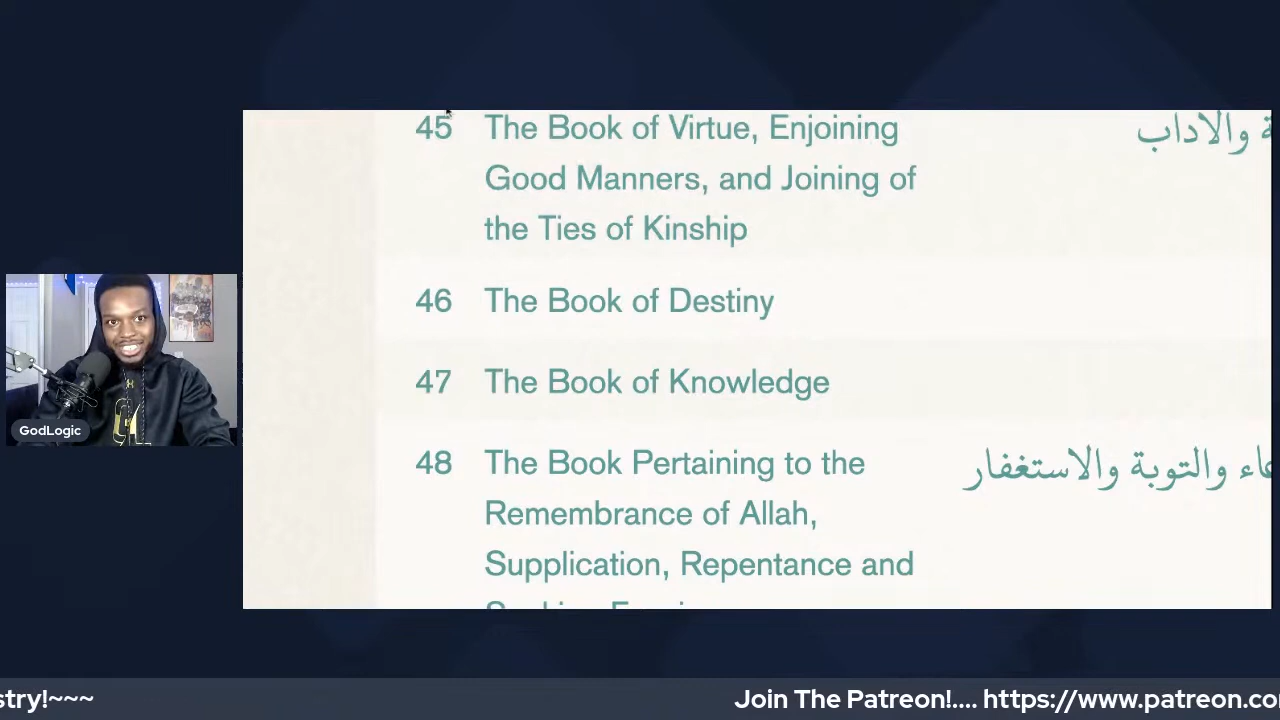 45 The Book of Virtue, Enjoining
Good Manners, and Joining of
the Ties of Kinship
والآداب
46 The Book of Destiny
47 The Book of Knowledge
48 The Book Pertaining to the
Remembrance of Allah,
Supplication, Repentance and
والتوبة والاستغفار
GodLogic
stry!~~~ Join The Patreon!.... https://www.patreon.co